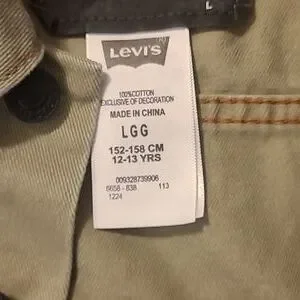 L
LEVI'S
100%COTTON
EXCLUSIVE OF DECORATION
MADE IN CHINA
LGG
152-158 CM
12-13 YRS
009328739906
6658 - 838 113
1224